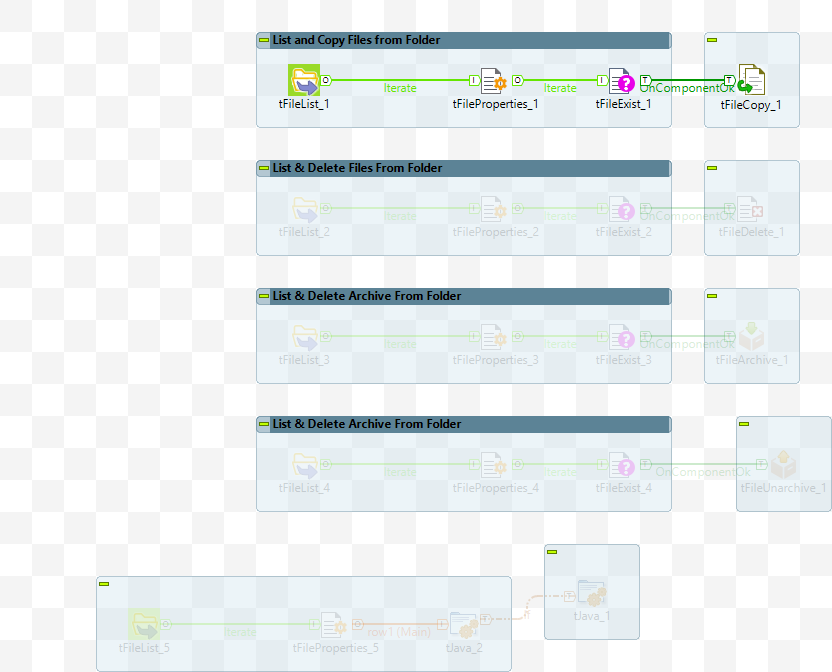 List and Copy Files from Folder
O Iterate I O Iterate I T OnComponentOk T
tFileList_1 tFileProperties_1 tFileExist_1 tFileCopy_1
List & Delete Files From Folder
O Iterate I O Iterate I T OnComponentOk T
tFileList_2 tFileProperties_2 tFileExist_2 tFileDelete_1
List & Delete Archive From Folder
O Iterate I O Iterate I T OnComponentOk T
tFileList_3 tFileProperties_3 tFileExist_3 tFileArchive_1
List & Delete Archive From Folder
O Iterate I O Iterate I T OnComponentOk T
tFileList_4 tFileProperties_4 tFileExist_4 tFileUnarchive_1
T
tJava_1
O Iterate I O row1 (Main) I T
tFileList_5 tFileProperties_5 tJava_2